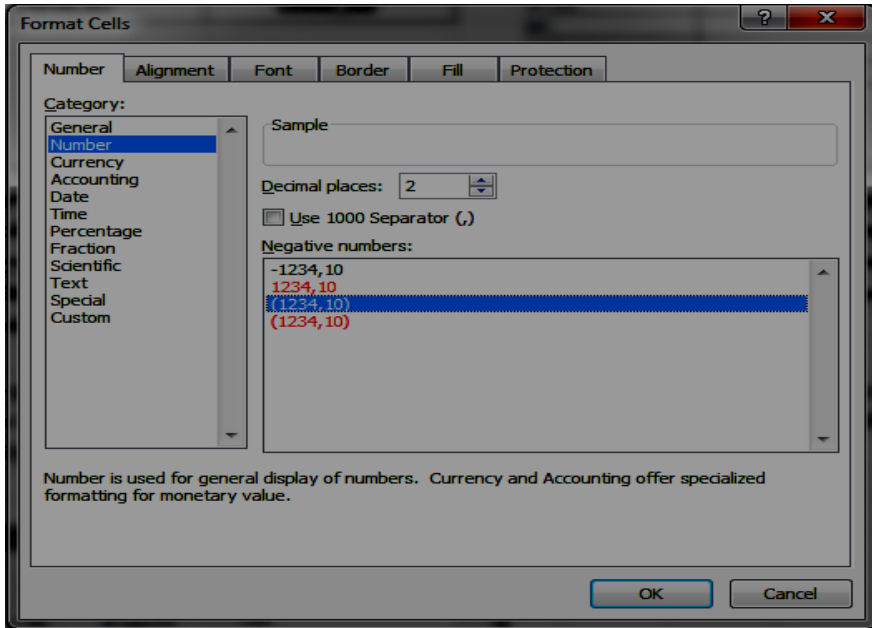 Format Cells
?
Number Alignment Font Border Fill Protection
Category:
General
Number
Currency
Accounting
Date
Time
Percentage
Fraction
Scientific
Text
Special
Custom
Sample
Decimal places: 2
Use 1000 Separator (,)
Negative numbers:
-1234,10
1234,10
(1234,10)
(1234,10)
Number is used for general display of numbers. Currency and Accounting offer specialized
formatting for monetary value.
OK Cancel